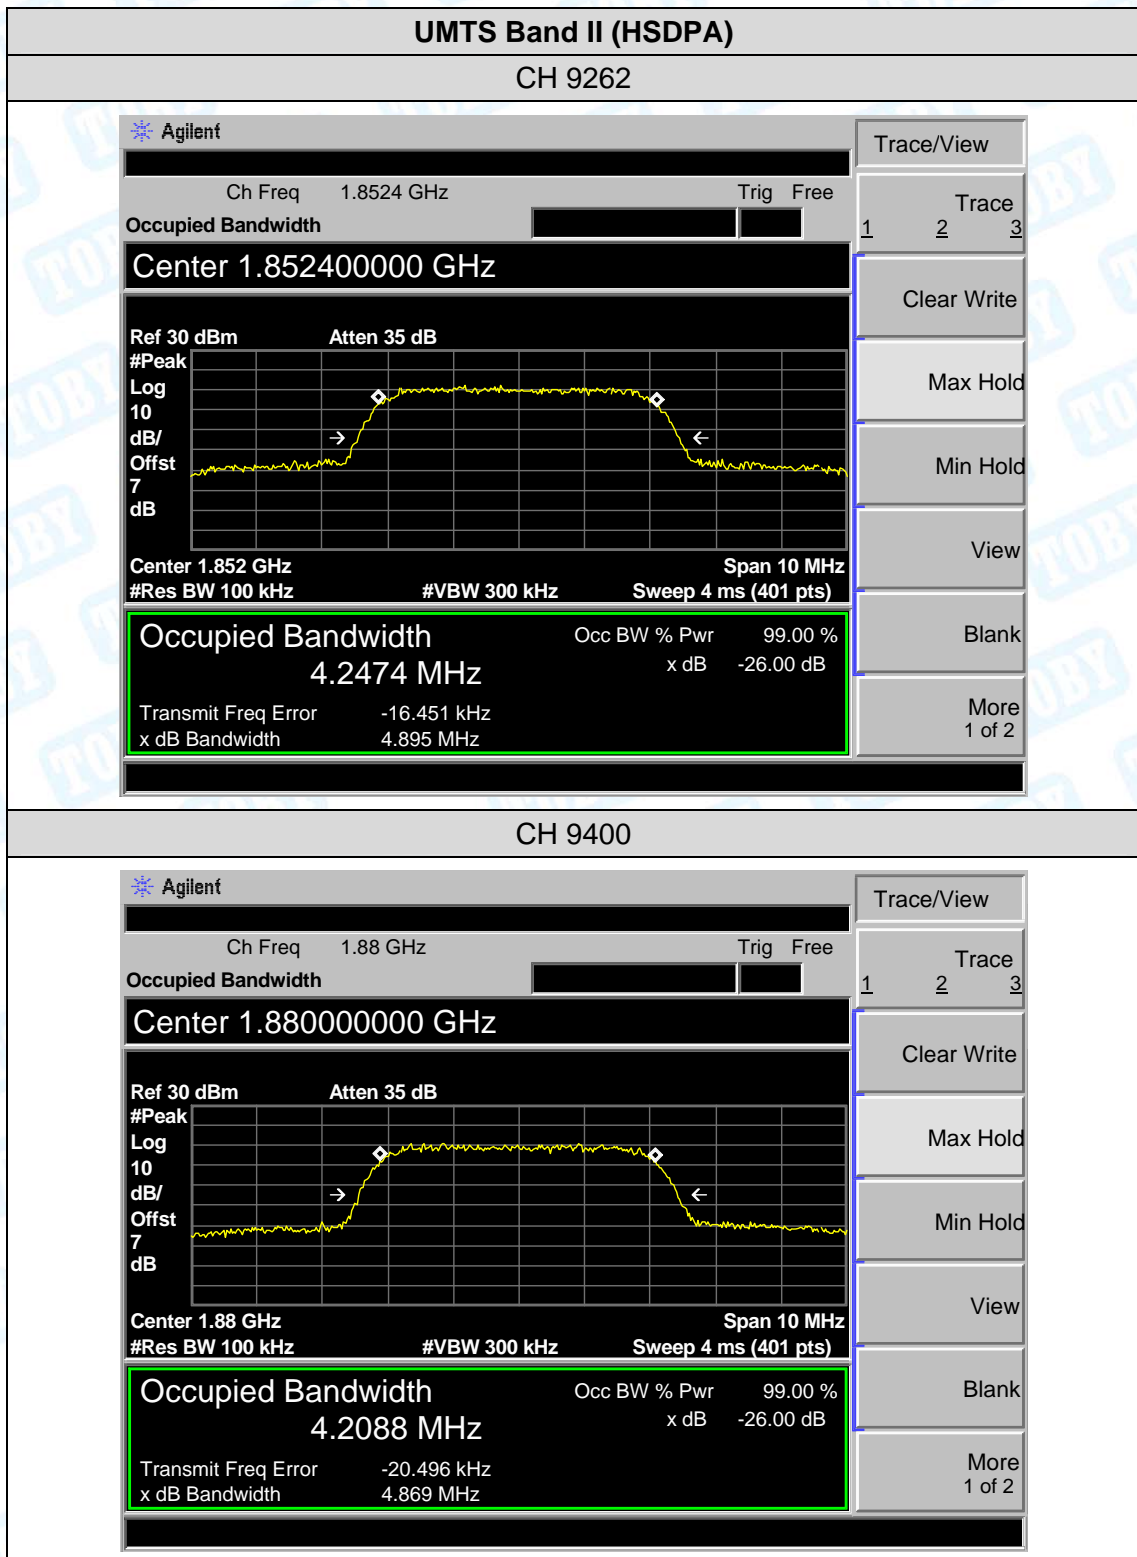 UMTS Band II (HSDPA)
CH 9262
Agilent
Trace/View
Ch Freq 1.8524 GHz Trig Free
Occupied Bandwidth
Trace
1 2 3
Center 1.852400000 GHz
Clear Write
Ref 30 dBm Atten 35 dB
#Peak
Log
10
dB/
Offst
7
dB
Max Hold
Min Hold
View
Center 1.852 GHz Span 10 MHz
#Res BW 100 kHz #VBW 300 kHz Sweep 4 ms (401 pts)
Occupied Bandwidth Occ BW % Pwr 99.00 %
4.2474 MHz x dB -26.00 dB
Blank
Transmit Freq Error -16.451 kHz
x dB Bandwidth 4.895 MHz
More
1 of 2
CH 9400
Agilent
Trace/View
Ch Freq 1.88 GHz Trig Free
Occupied Bandwidth
Trace
1 2 3
Center 1.880000000 GHz
Clear Write
Ref 30 dBm Atten 35 dB
#Peak
Log
10
dB/
Offst
7
dB
Max Hold
Min Hold
View
Center 1.88 GHz Span 10 MHz
#Res BW 100 kHz #VBW 300 kHz Sweep 4 ms (401 pts)
Occupied Bandwidth Occ BW % Pwr 99.00 %
4.2088 MHz x dB -26.00 dB
Blank
Transmit Freq Error -20.496 kHz
x dB Bandwidth 4.869 MHz
More
1 of 2
TOBY